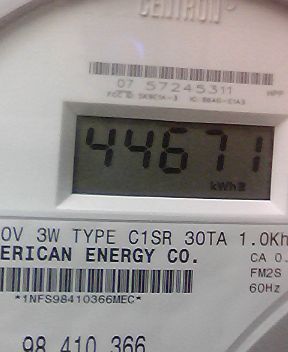 CENTRON
07 57245311
44671
kWh
0V 3W TYPE C1SR 30TA 1.0Kh
ERICAN ENERGY CO.
CA 0.
FM2S
*1NFS98410366MEC*
60Hz
98 410 366